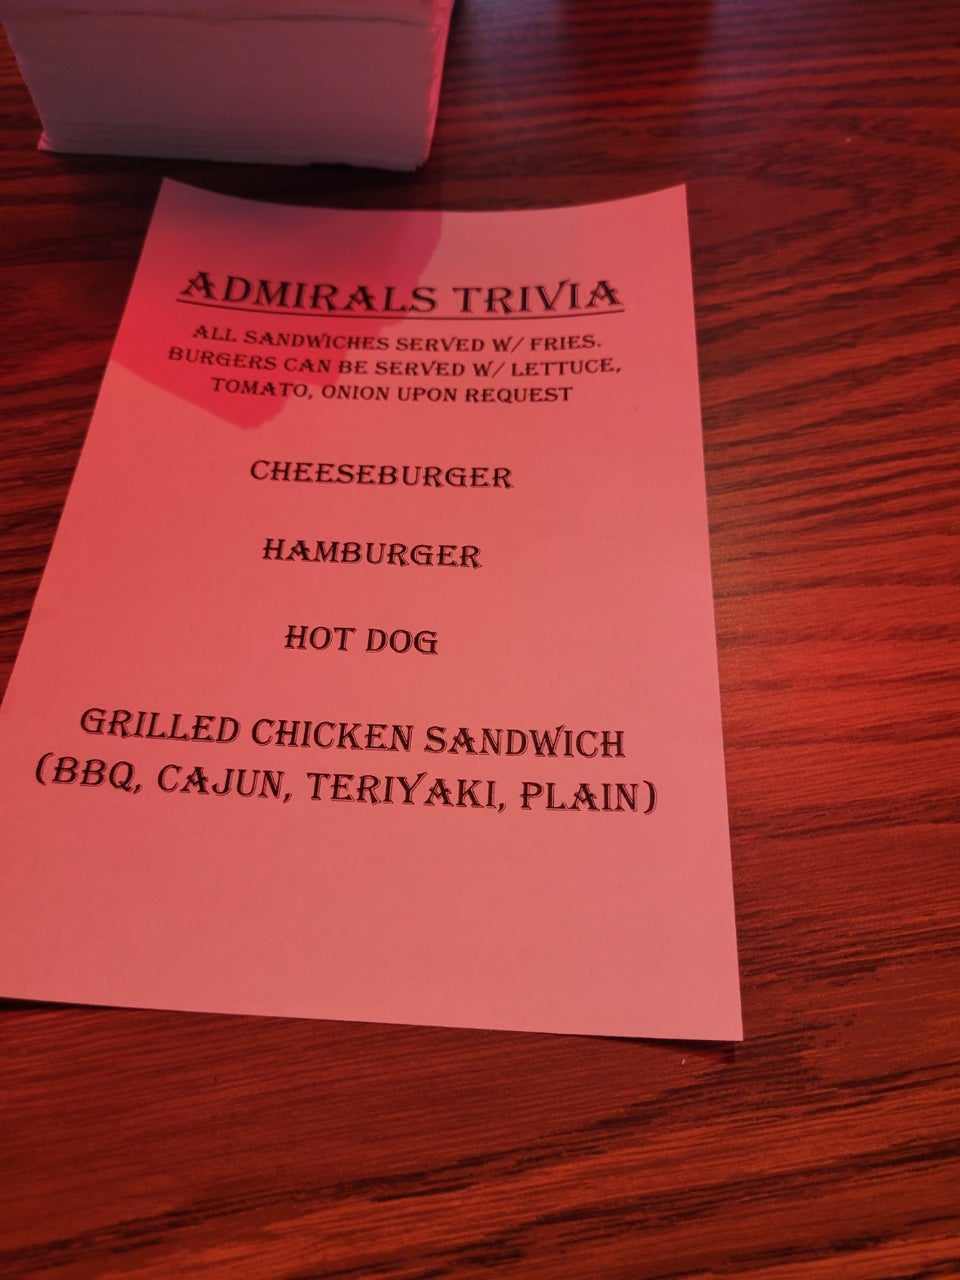 ADMIRALS TRIVIA
ALL SANDWICHES SERVED W/ FRIES.
BURGERS CAN BE SERVED W/ LETTUCE,
TOMATO, ONION UPON REQUEST
CHEESEBURGER
HAMBURGER
HOT DOG
GRILLED CHICKEN SANDWICH
(BBQ, CAJUN, TERIYAKI, PLAIN)